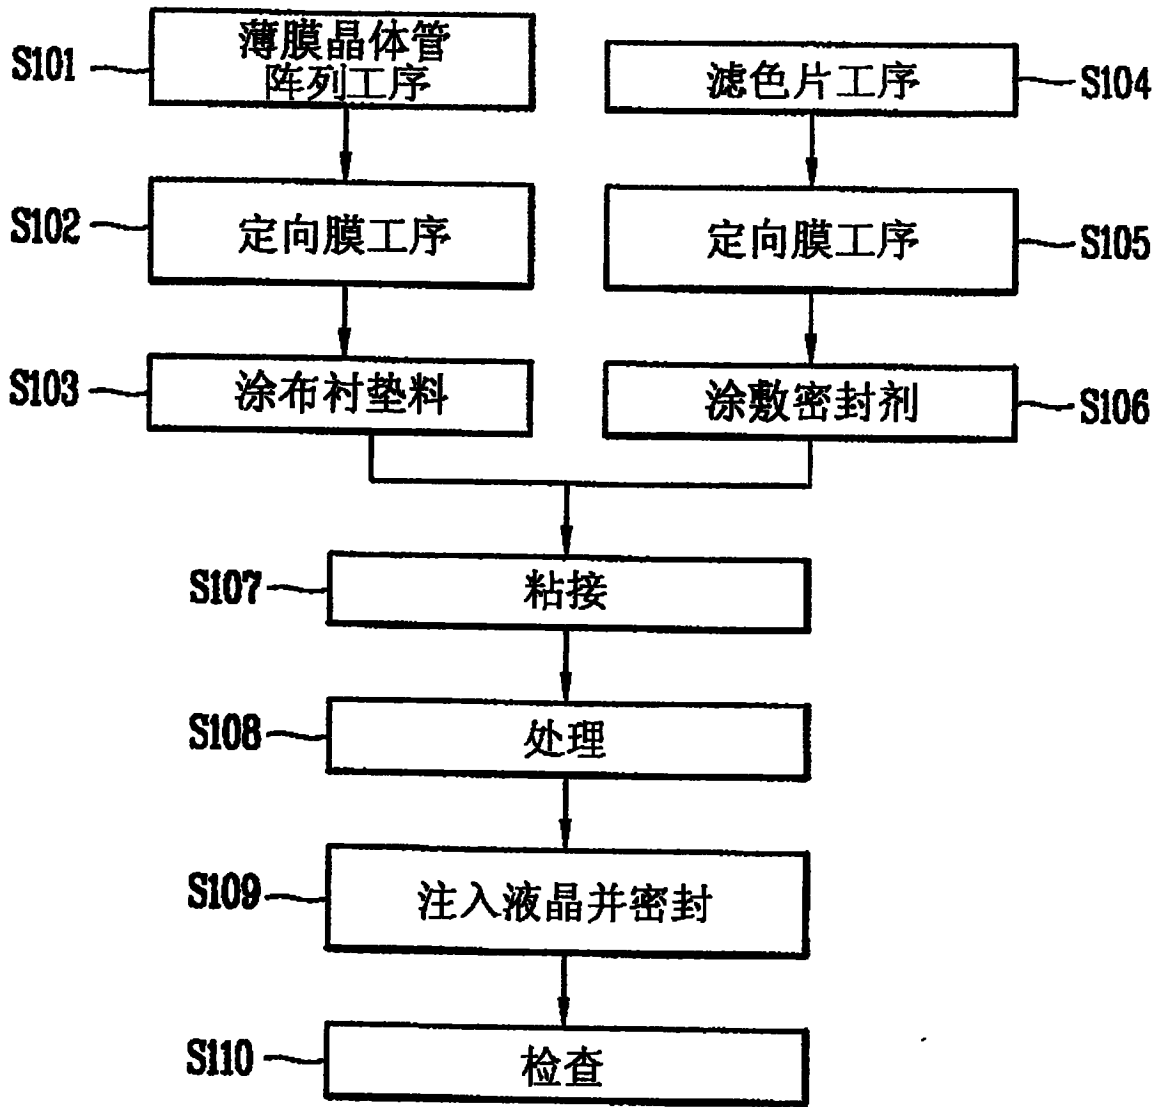 S101
薄膜晶体管
阵列工序
滤色片工序
S104
S102
定向膜工序
定向膜工序
S105
S103
涂布衬垫料
涂敷密封剂
S106
S107
粘接
S108
处理
S109
注入液晶并密封
S110
检查